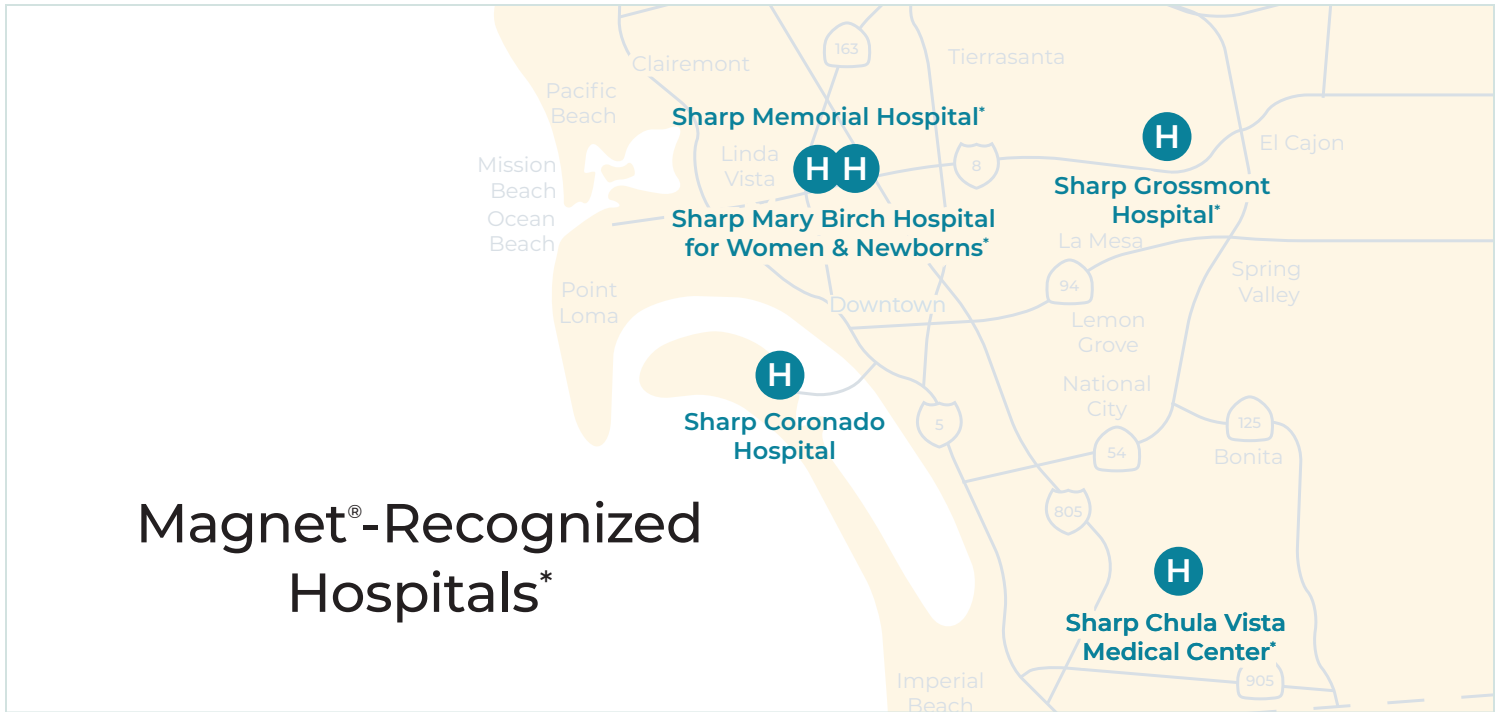 163
Clairemont
Tierrasanta
Pacific
Beach
Sharp Memorial Hospital*
H
El Cajon
Linda
Vista
Mission
Beach
H H
8
Sharp Grossmont
Hospital*
Ocean
Beach
Sharp Mary Birch Hospital
for Women & Newborns*
La Mesa
Spring
Valley
Point
Loma
94
Downtown
Lemon
Grove
H
National
City
Sharp Coronado
Hospital
5
125
54
Bonita
Magnet®-Recognized
Hospitals*
805
H
Sharp Chula Vista
Medical Center*
Imperial
Beach
905